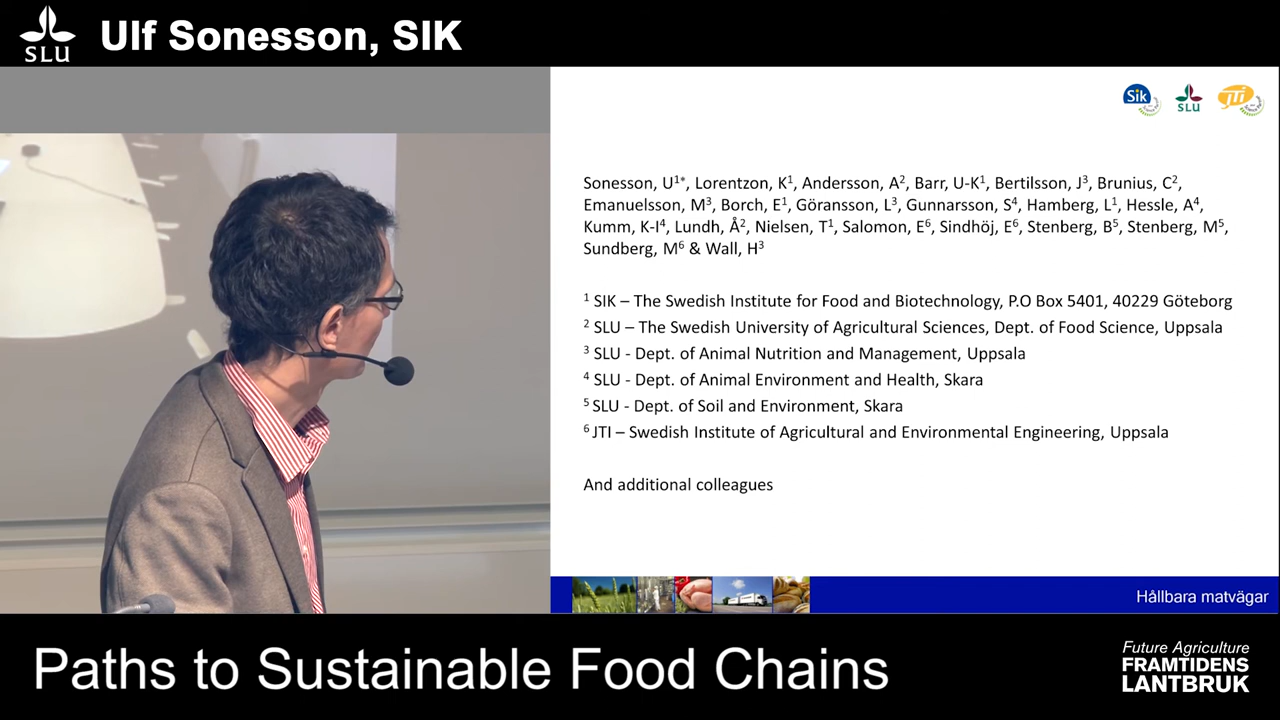 SLU
Ulf Sonesson, SIK
Sik
SLU
JTI
Sonesson, U1*, Lorentzon, K1, Andersson, A2, Barr, U-K1, Bertilsson, J3, Brunius, C2,
Emanuelsson, M3, Borch, E1, Göransson, L3, Gunnarsson, S4, Hamberg, L1, Hessle, A4,
Kumm, K-I4, Lundh, Å2, Nielsen, T1, Salomon, E6, Sindhöj, E6, Stenberg, B5, Stenberg, M5,
Sundberg, M6 & Wall, H3
1 SIK – The Swedish Institute for Food and Biotechnology, P.O Box 5401, 40229 Göteborg
2 SLU – The Swedish University of Agricultural Sciences, Dept. of Food Science, Uppsala
3 SLU - Dept. of Animal Nutrition and Management, Uppsala
4 SLU - Dept. of Animal Environment and Health, Skara
5 SLU - Dept. of Soil and Environment, Skara
6 JTI – Swedish Institute of Agricultural and Environmental Engineering, Uppsala
And additional colleagues
Hållbara matvägar
Paths to Sustainable Food Chains
Future Agriculture
FRAMTIDENS
LANTBRUK